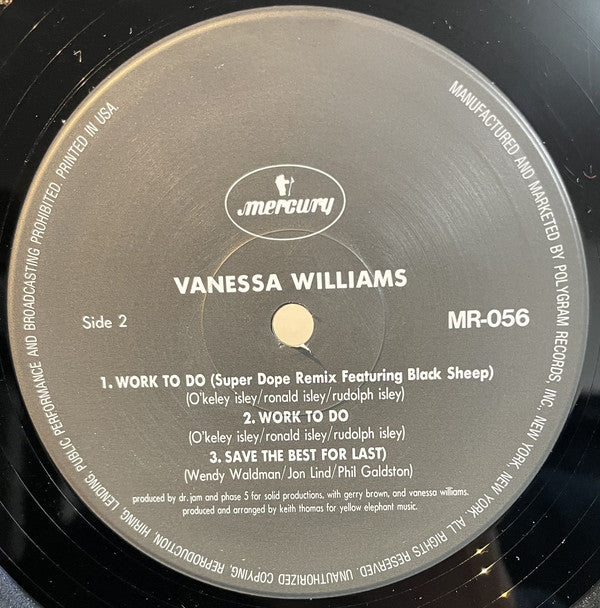 mercury
VANESSA WILLIAMS
Side 2
MR-056
1. WORK TO DO (Super Dope Remix Featuring Black Sheep)
(O'keley isley/ronald isley/rudolph isley)
2. WORK TO DO
(O'keley isley/ronald isley/rudolph isley)
3. SAVE THE BEST FOR LAST)
(Wendy Waldman/Jon Lind/Phil Galdston)
produced by dr. jam and phase 5 for solid productions, with gerry brown, and vanessa williams.
produced and arranged by keith thomas for yellow elephant music.
MANUFACTURED AND MARKETED BY POLYGRAM RECORDS, INC., NEW YORK, NEW YORK. ALL RIGHTS RESERVED. UNAUTHORIZED COPYING, REPRODUCTION, HIRING, LENDING, PUBLIC PERFORMANCE AND BROADCASTING PROHIBITED. PRINTED IN USA.